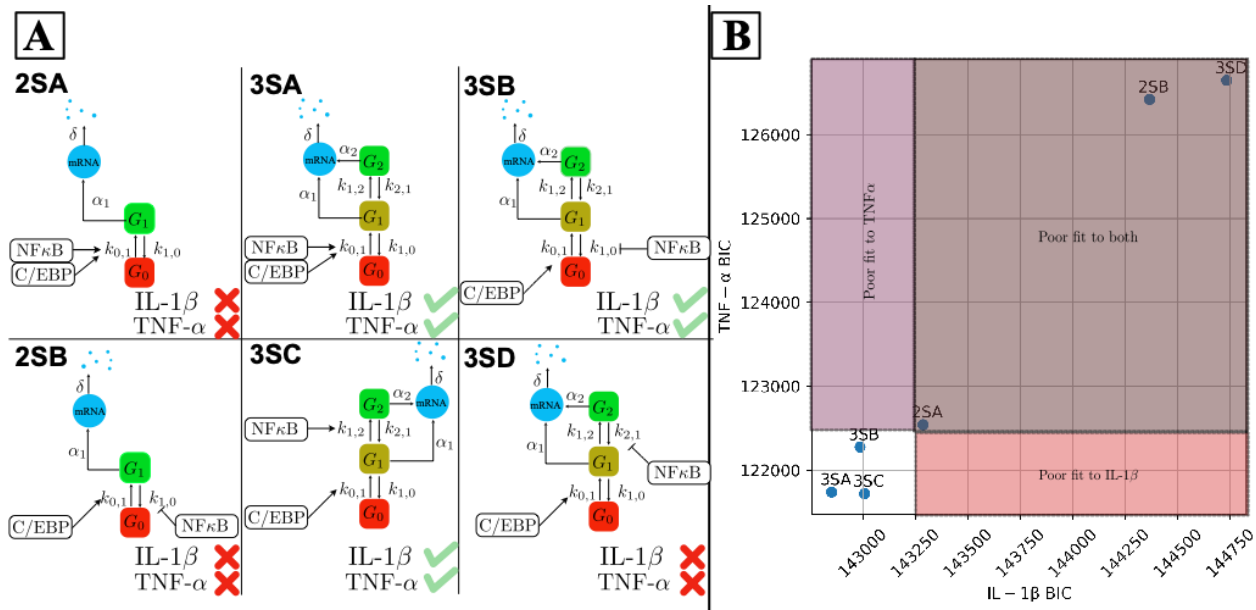 A
2SA
δ
mRNA
α₁
G₁
NFκB
C/EBP
k₀,₁
k₁,₀
G₀
IL-1β
TNF-α
3SA
δ
mRNA
α₂
G₂
k₁,₂
k₂,₁
α₁
G₁
NFκB
C/EBP
k₀,₁
k₁,₀
G₀
IL-1β
TNF-α
3SB
δ
mRNA
α₂
G₂
k₁,₂
k₂,₁
α₁
G₁
k₀,₁
k₁,₀
NFκB
C/EBP
G₀
IL-1β
TNF-α
2SB
δ
mRNA
α₁
G₁
k₀,₁
k₁,₀
C/EBP
G₀
NFκB
IL-1β
TNF-α
3SC
δ
G₂
α₂
mRNA
NFκB
k₁,₂
k₂,₁
α₁
G₁
k₀,₁
k₁,₀
C/EBP
G₀
IL-1β
TNF-α
3SD
δ
mRNA
α₂
G₂
k₁,₂
k₂,₁
α₁
G₁
NFκB
k₀,₁
k₁,₀
C/EBP
G₀
IL-1β
TNF-α
B
TNF − α BIC
126000
125000
124000
123000
122000
Poor fit to TNFα
Poor fit to both
Poor fit to IL-1β
3SD
2SB
2SA
3SB
3SA
3SC
143000
143250
143500
143750
144000
144250
144500
144750
IL − 1β BIC